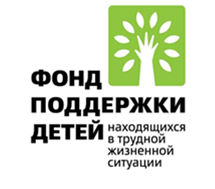 ФОНД
ПОДДЕРЖКИ
ДЕТЕЙ
находящихся
в трудной
жизненной
ситуации